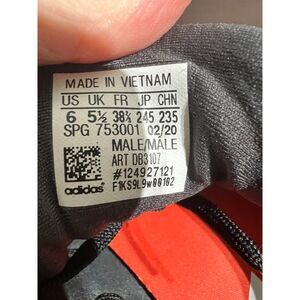 MADE IN VIETNAM
US UK FR JP CHN
6 5½ 38⅔ 245 235
SPG 753001 02/20
MALE/MALE
ART DB3107
#124927121
adidas F1KS9L9w00102